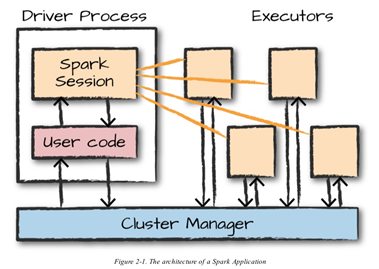 Driver Process
Executors
Spark
Session
User code
Cluster Manager
Figure 2-1. The architecture of a Spark Application